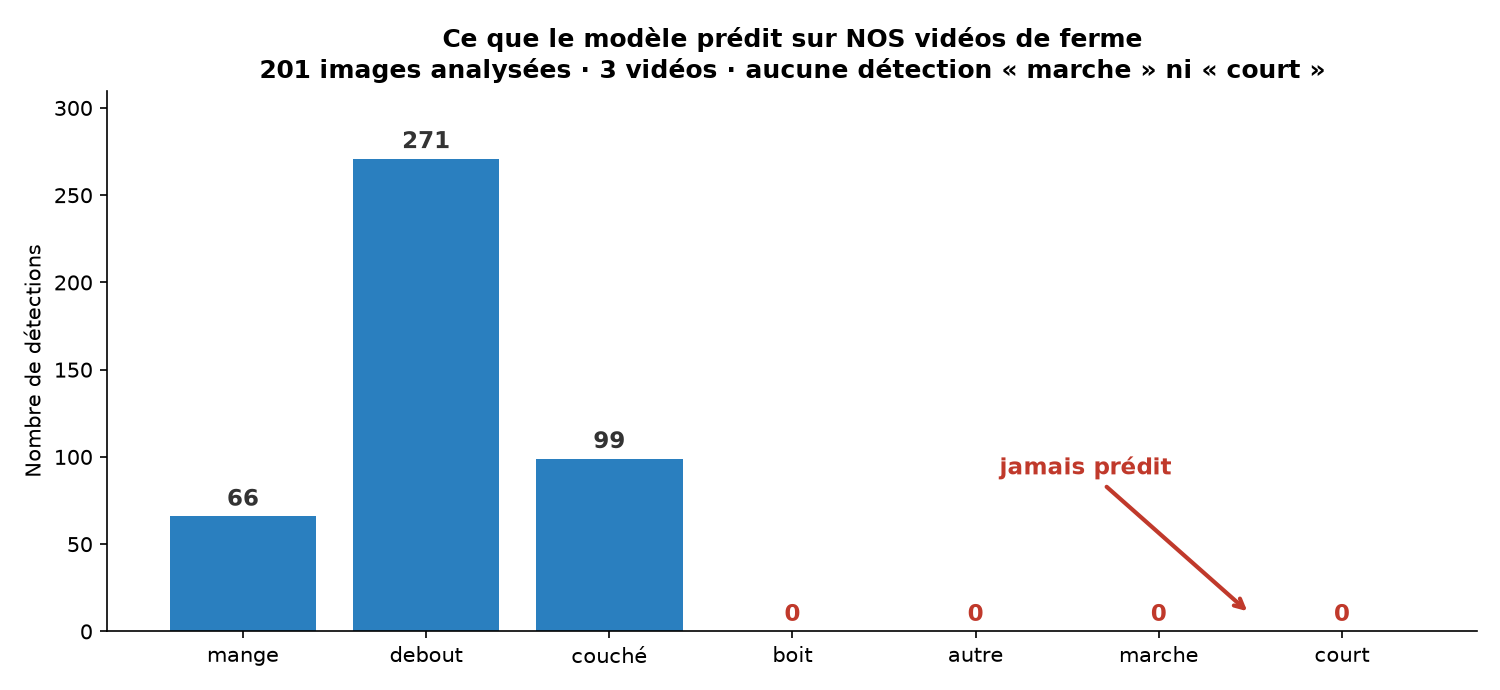 Ce que le modèle prédit sur NOS vidéos de ferme
201 images analysées · 3 vidéos · aucune détection « marche » ni « court »
Nombre de détections
300
250
200
150
100
50
0
66
271
99
0
0
0
0
jamais prédit
mange
debout
couché
boit
autre
marche
court